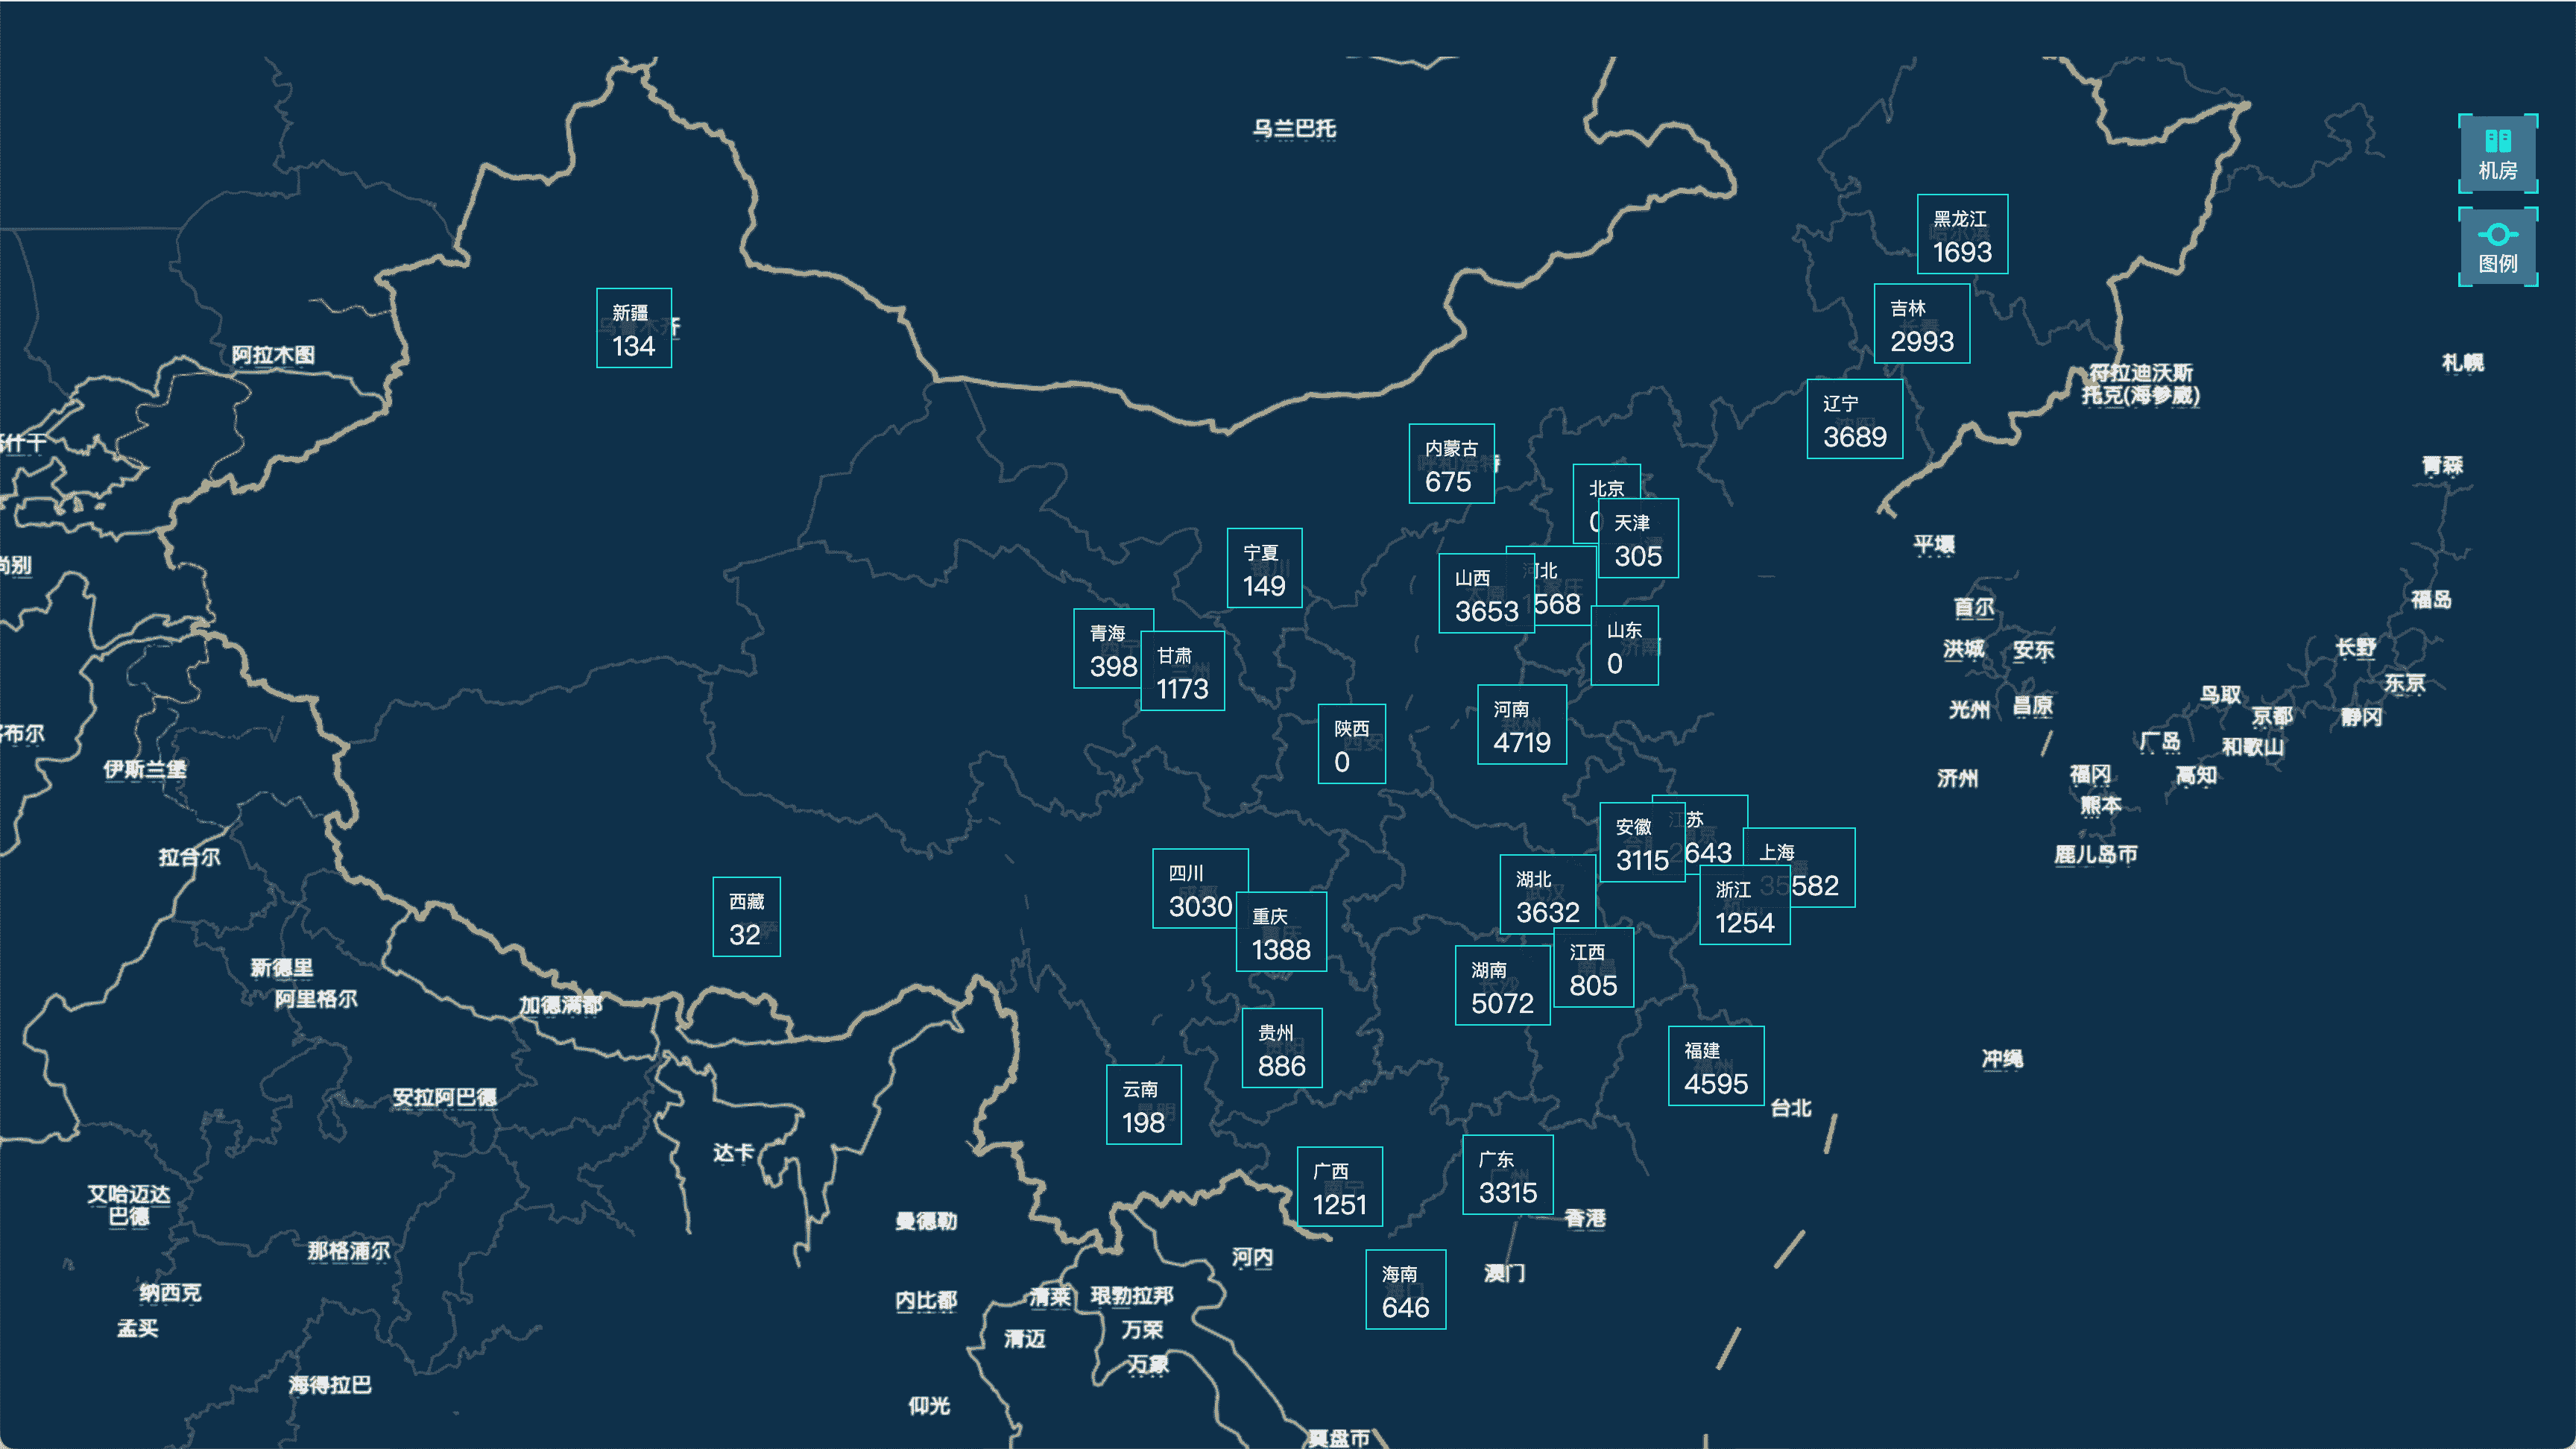 乌兰巴托
机房
黑龙江
1693
图例
吉林
2993
新疆
134
阿拉木图
札幌
符拉迪沃斯
托克(海参崴)
辽宁
3689
什干
内蒙古
675
青森
北京
0
天津
305
平壤
宁夏
149
尚别
山西
3653
河北
568
福岛
首尔
山东
0
青海
398
甘肃
1173
洪城
安东
长野
东京
鸟取
光州
昌原
京都
静冈
河南
4719
陕西
0
布尔
广岛
和歌山
伊斯兰堡
济州
福冈
高知
熊本
安徽
3115
江苏
2643
上海
35582
鹿儿岛市
拉合尔
四川
3030
湖北
3632
浙江
1254
西藏
32
重庆
1388
江西
805
新德里
湖南
5072
阿里格尔
加德满都
贵州
886
福建
4595
冲绳
云南
198
安拉阿巴德
台北
达卡
广东
3315
广西
1251
艾哈迈达
巴德
曼德勒
香港
那格浦尔
河内
海南
646
澳门
纳西克
内比都
清莱
琅勃拉邦
孟买
清迈
万荣
万象
海得拉巴
仰光